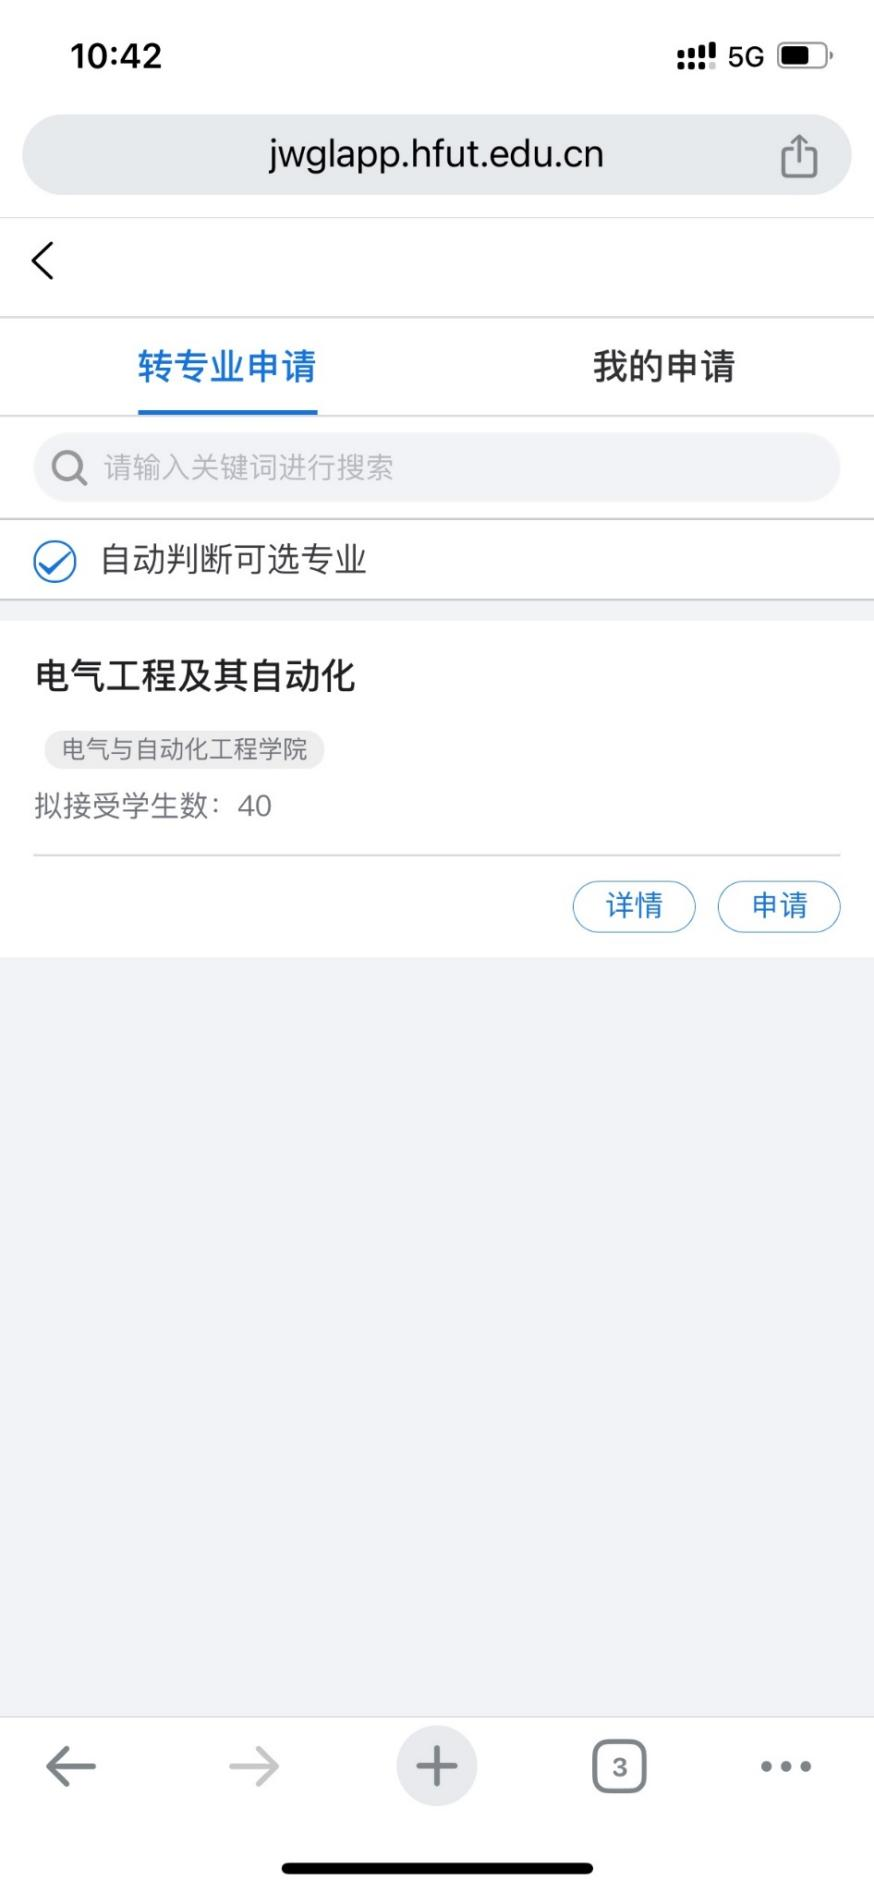 10:42
5G
jwglapp.hfut.edu.cn
转专业申请
我的申请
请输入关键词进行搜索
自动判断可选专业
电气工程及其自动化
电气与自动化工程学院
拟接受学生数：40
详情
申请
3